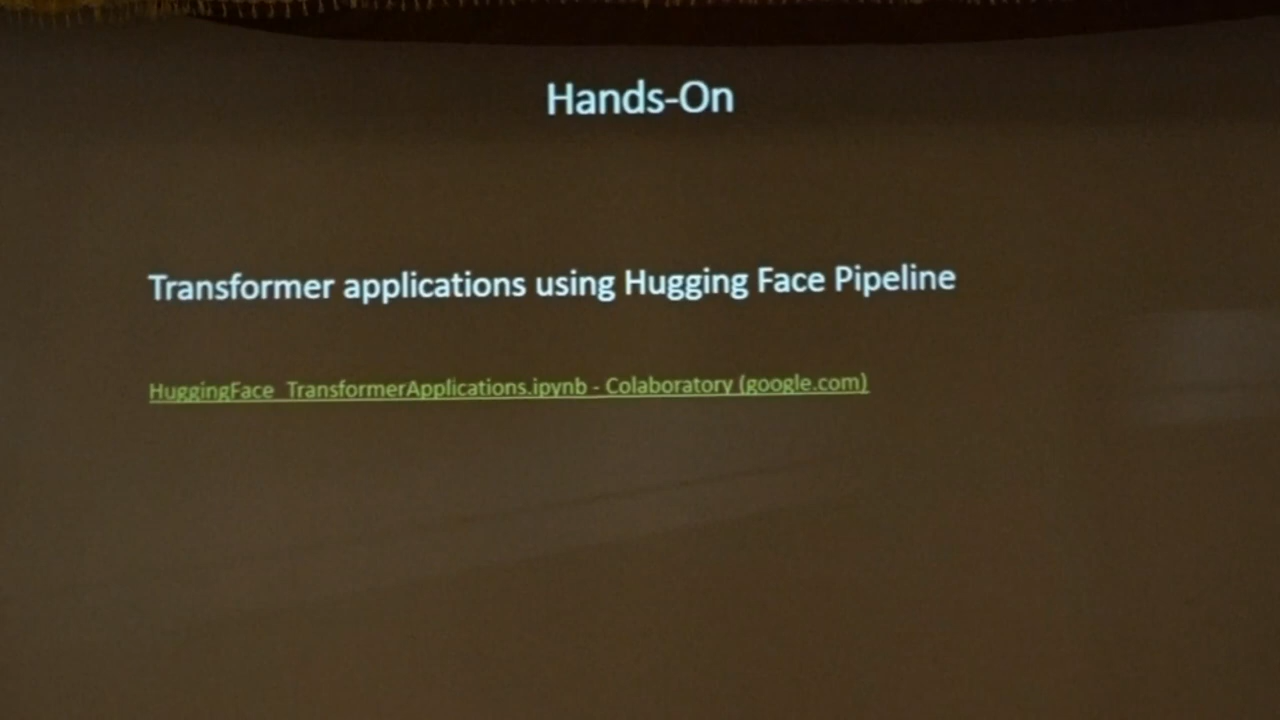 Hands-On
Transformer applications using Hugging Face Pipeline
HuggingFace_TransformerApplications.ipynb - Colaboratory (google.com)